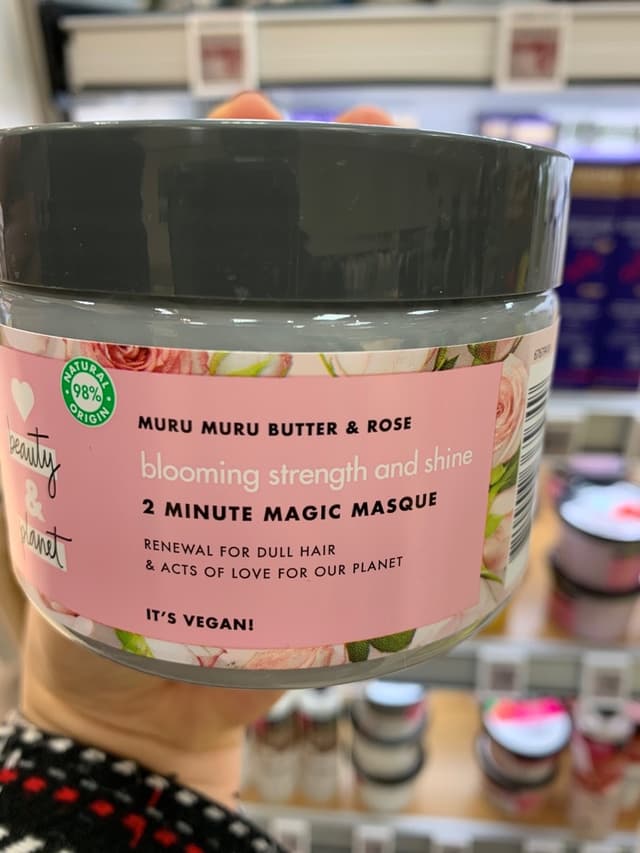 NATURAL
98%
ORIGIN
beauty
&
planet
MURU MURU BUTTER & ROSE
blooming strength and shine
2 MINUTE MAGIC MASQUE
RENEWAL FOR DULL HAIR
& ACTS OF LOVE FOR OUR PLANET
IT'S VEGAN!